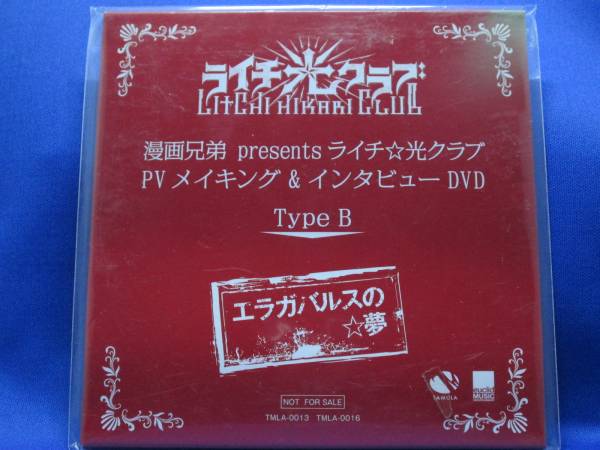 ライチ☆光クラブ
LITCHI HIKARI CLUB
漫画兄弟 presents ライチ☆光クラブ
PV メイキング & インタビュー DVD
Type B
エラガバルスの
☆夢
NOT FOR SALE
TMLA-0013 TMLA-0016
MUSIC